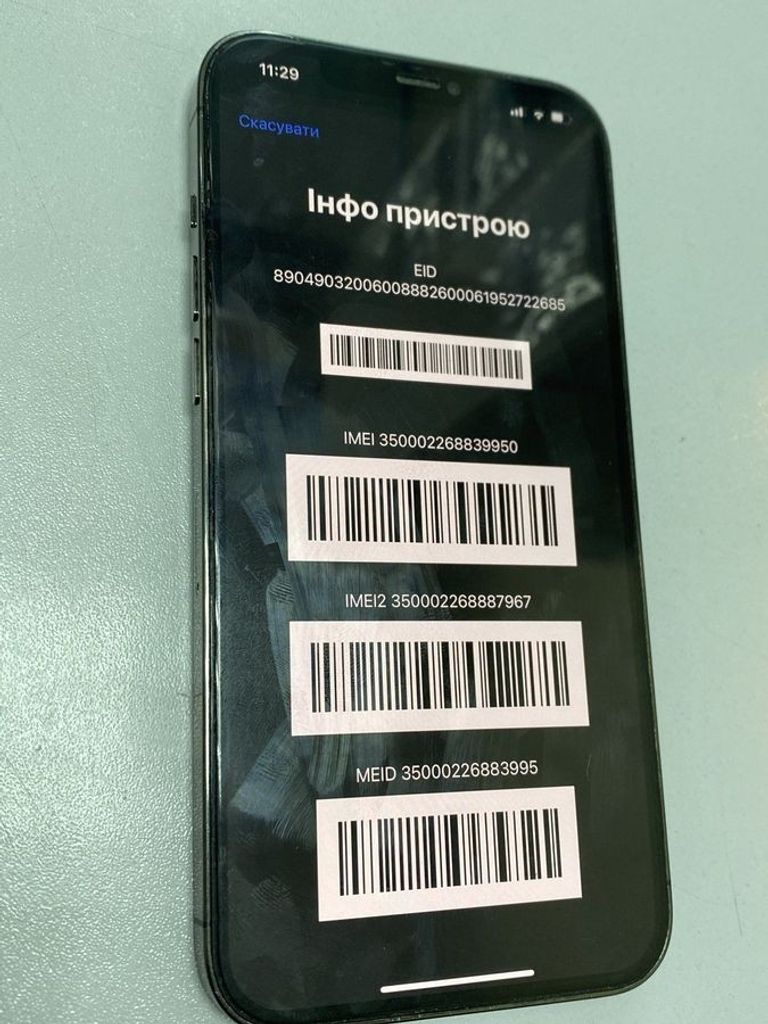 11:29
Скасувати
Інфо пристрою
EID
89049032006008882600061952722685
IMEI 350002268839950
IMEI2 350002268887967
MEID 35000226883995